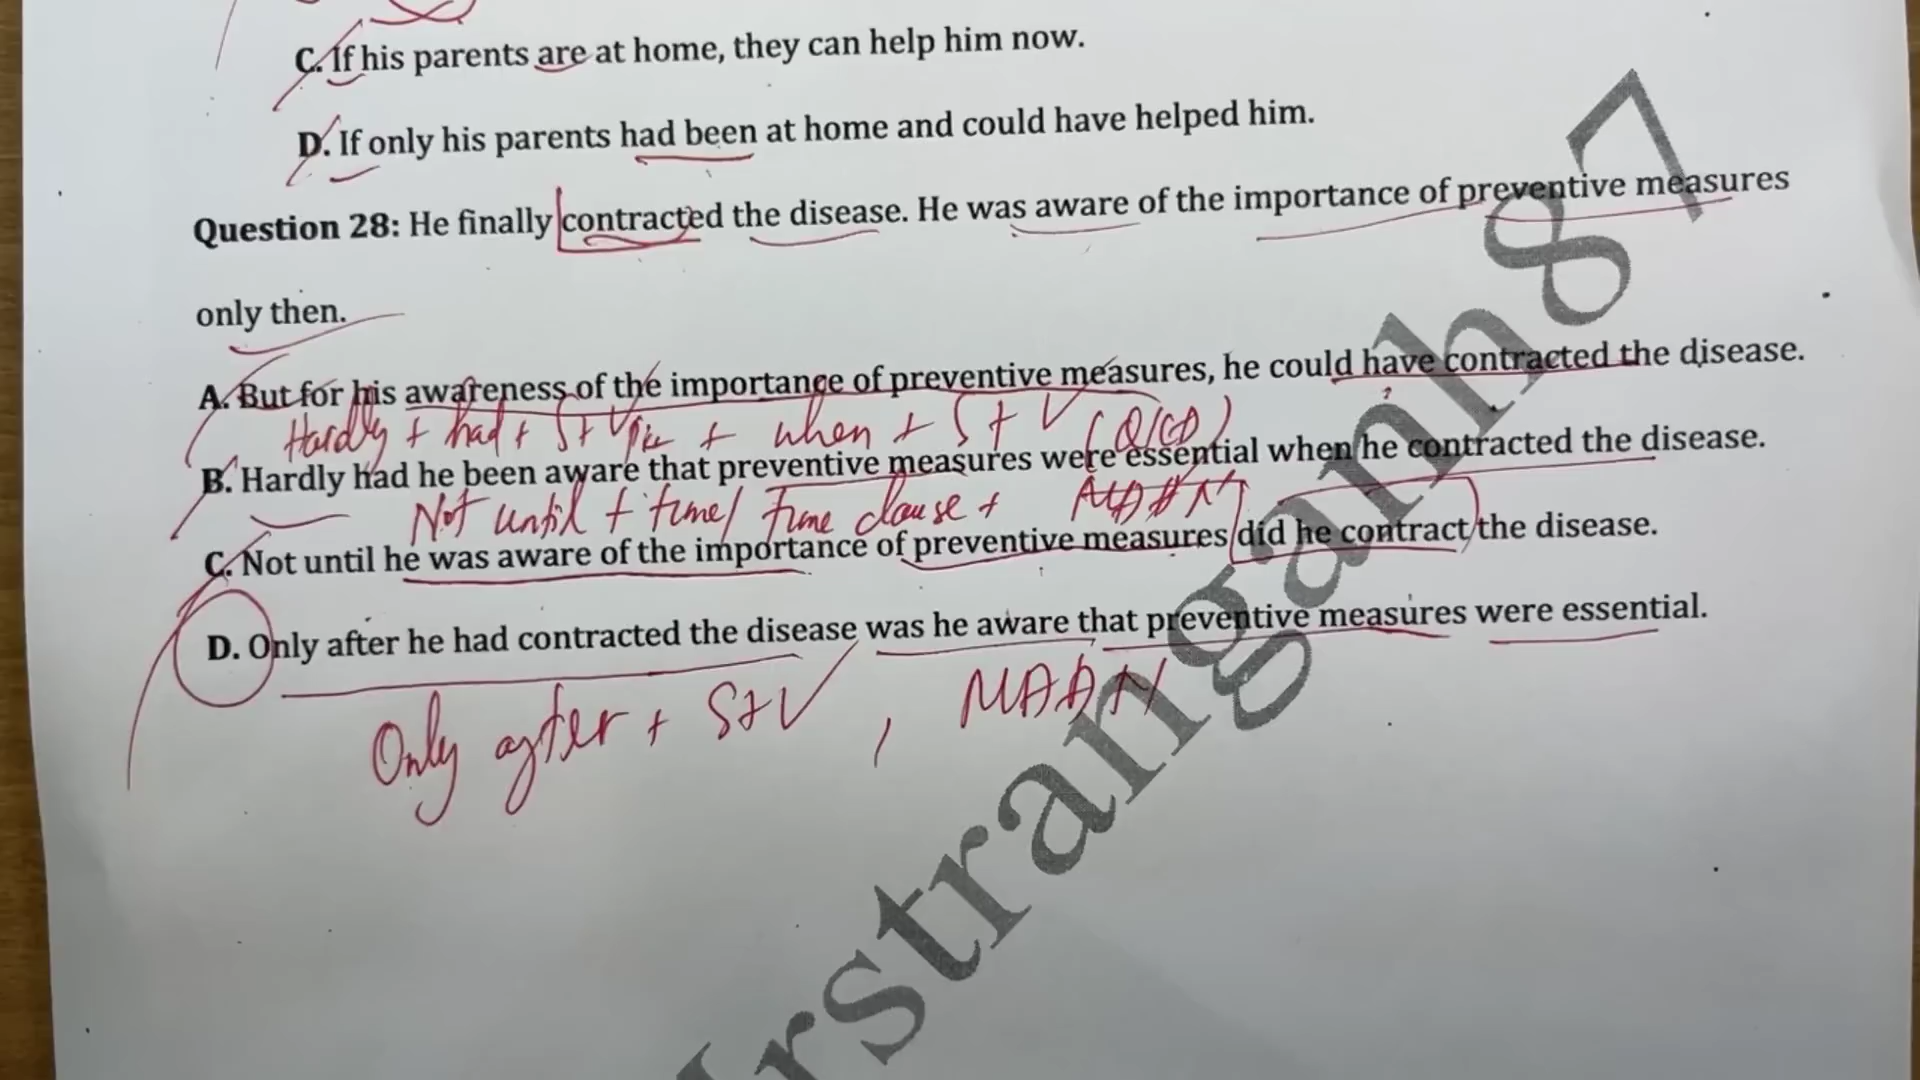 C. If his parents are at home, they can help him now.
D. If only his parents had been at home and could have helped him.
Question 28: He finally contracted the disease. He was aware of the importance of preventive measures
only then.
A. But for his awareness of the importance of preventive measures, he could have contracted the disease.
Hardly + had + S + V + when + S + V (QKĐ)
B. Hardly had he been aware that preventive measures were essential when he contracted the disease.
Not until + time/ time clause +
C. Not until he was aware of the importance of preventive measures did he contract the disease.
D. Only after he had contracted the disease was he aware that preventive measures were essential.
Only after + S+V , MĐĐN
rstranganh87